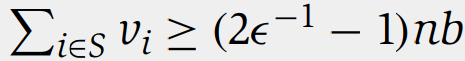 ∑_{i∈S} v_i ≥ (2ϵ^{−1} − 1)nb